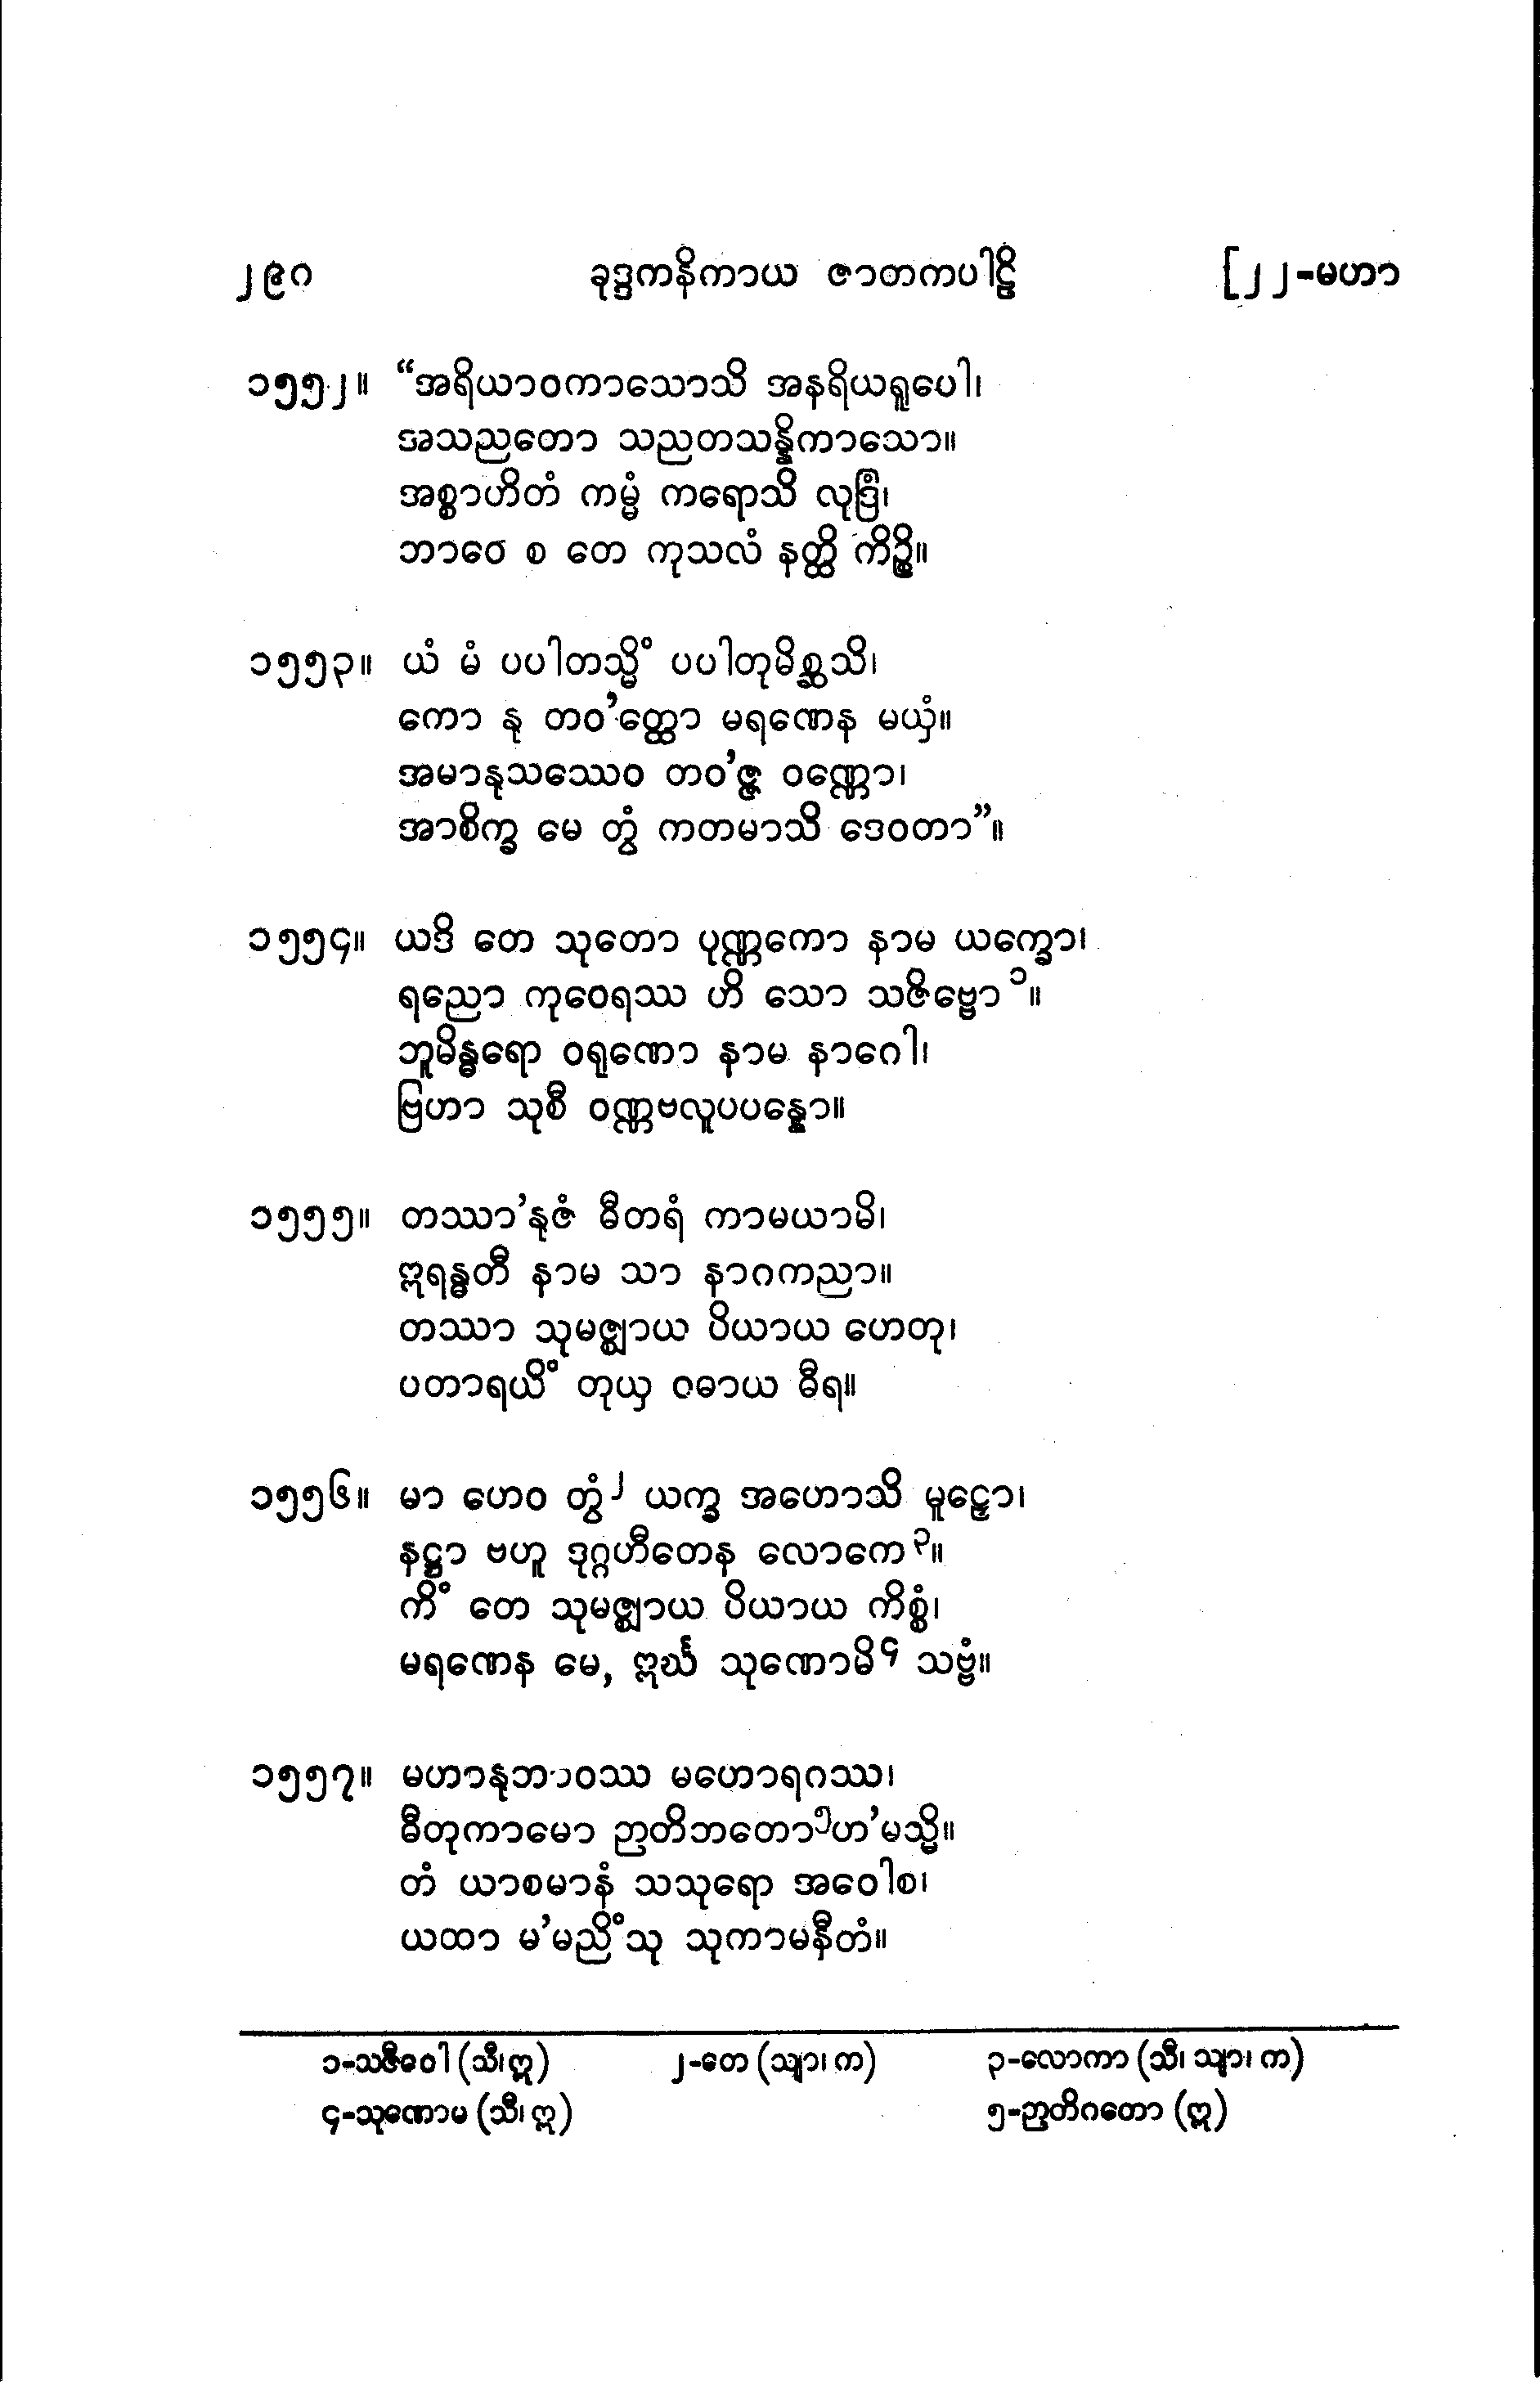 ၂၉၀ ခုဒ္ဒကနိကာယ ဇာတကပါဠိ [၂၂-မဟာ
၁၅၅၂။ “အရိယာဝကာသောသိ အနရိယရူပေါ၊
အသညတော သညတသန္နိကာသော။
အစ္စာဟိတံ ကမ္မံ ကရောသိ လုဒြံ၊
ဘာဝေ စ တေ ကုသလံ နတ္ထိ ကိဉ္စိ။
၁၅၅၃။ ယံ မံ ပပါတသ္မိံ ပပါတုမိစ္ဆသိ၊
ကော နု တဝ’တ္ထော မရဏေန မယှံ။
အမာနုသဿေဝ တဝ’ဇ္ဇ ဝဏ္ဏော၊
အာစိက္ခ မေ တွံ ကတမာသိ ဒေဝတာ”။
၁၅၅၄။ ယဒိ တေ သုတော ပုဏ္ဏကော နာမ ယက္ခော၊
ရညော ကုဝေရဿ ဟိ သော သဇိဗ္ဗော၁။
ဘူမိန္ဓရော ဝရုဏော နာမ နာဂေါ၊
ဗြဟာ သုစီ ဝဏ္ဏဗလူပပန္နော။
၁၅၅၅။ တဿာ’နုဇံ ဓီတရံ ကာမယာမိ၊
ဣရန္ဓတီ နာမ သာ နာဂကညာ။
တဿာ သုမဇ္ဈာယ ပိယာယ ဟေတု၊
ပတာရယိံ တုယှ ဝဓာယ ဓီရ။
၁၅၅၆။ မာ ဟေဝ တွံ၂ ယက္ခ အဟောသိ မူဠှော၊
နဋ္ဌာ ဗဟူ ဒုဂ္ဂဟီတေန လောကေ၃။
ကိံ တေ သုမဇ္ဈာယ ပိယာယ ကိစ္စံ၊
မရဏေန မေ, ဣင်္ဃ သုဏောမိ၄ သဗ္ဗံ။
၁၅၅၇။ မဟာနုဘာဝဿ မဟောရဂဿ၊
ဓီတုကာမော ဉာတိဘတော၅ဟ’မသ္မိ။
တံ ယာစမာနံ သသုရော အဝေါစ၊
ယထာ မ’မညိံသု သုကာမနီတံ။
၁-သဇီဝေါ (သီ၊ ဣ) ၂-တေ (သျာ၊ က) ၃-လောကာ (သီ၊ သျာ၊ က)
၄-သုဏောမ (သီ၊ ဣ) ၅-ဉာတိဂတော (ဣ)